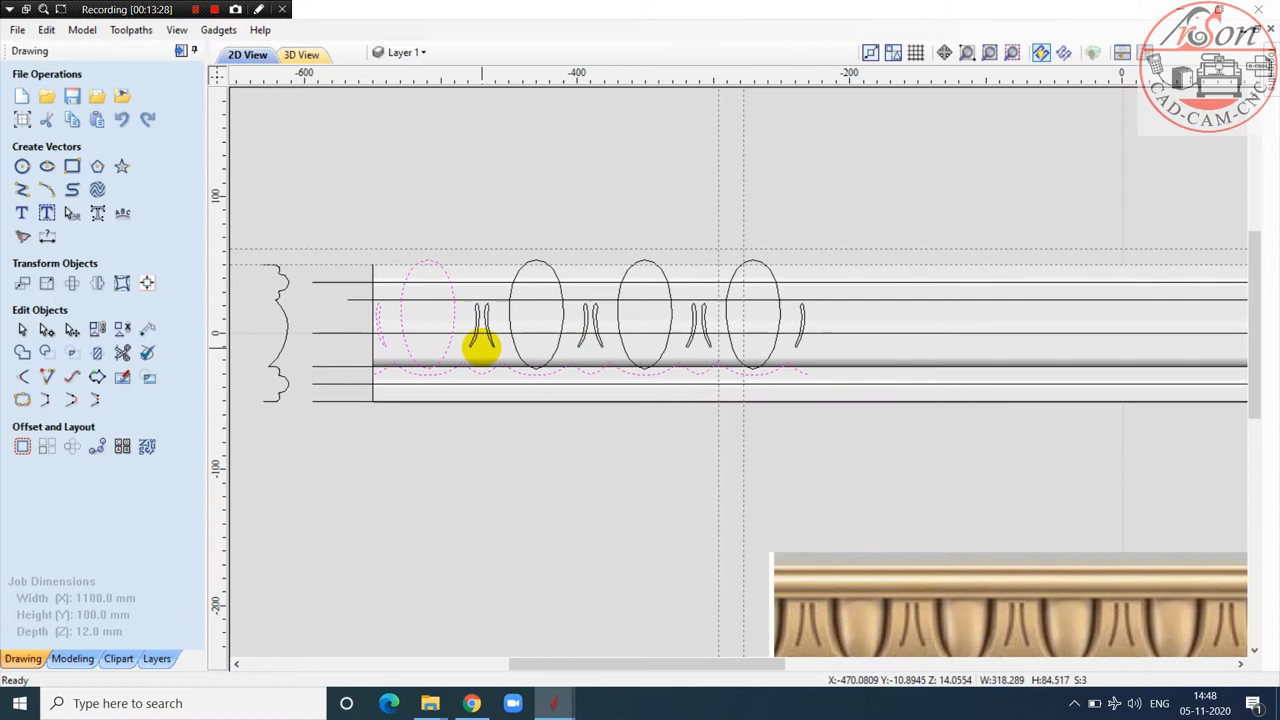 Recording [00:13:28]
File Edit Model Toolpaths View Gadgets Help
Drawing
2D View 3D View Layer 1
File Operations
Create Vectors
Transform Objects
Edit Objects
Offset and Layout
Job Dimensions
Width (X): 1100.0 mm
Height (Y): 100.0 mm
Depth (Z): 12.0 mm
Drawing Modeling Clipart Layers
-600 -400 -200 0
100
0
-100
-200
CAD-CAM-CNC
Ready
X:-470.0809 Y:-10.8945 Z: 14.0554 W:318.289 H:84.517 S:3
Type here to search
ENG
14:48
05-11-2020